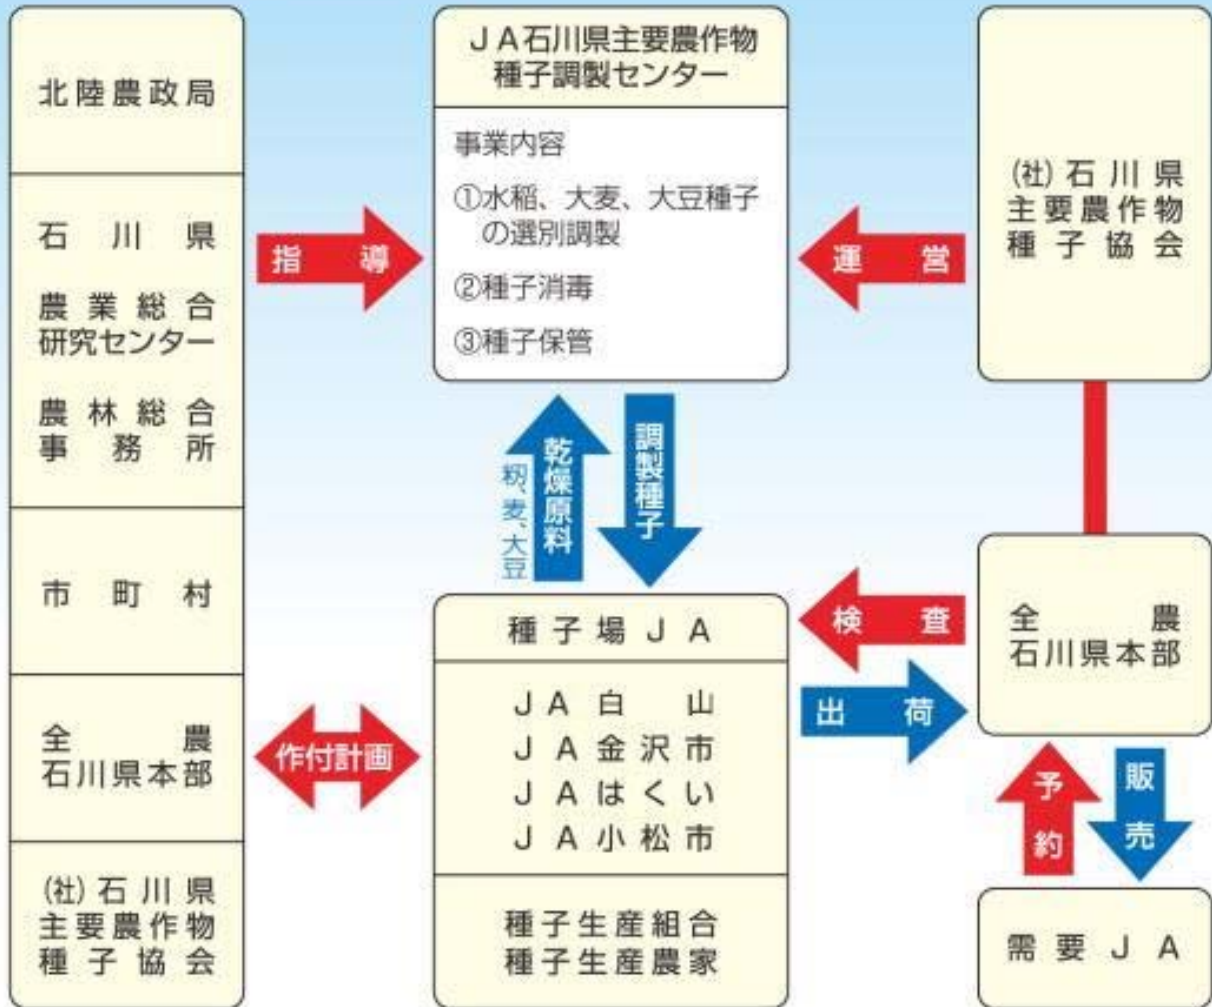 北陸農政局
石川県
農業総合
研究センター
農林総合
事務所
市町村
全農
石川県本部
(社)石川県
主要農作物
種子協会
指導
作付計画
JA石川県主要農作物
種子調製センター
事業内容
①水稲、大麦、大豆種子
の選別調製
②種子消毒
③種子保管
乾燥原料
籾、麦、大豆
調製種子
種子場JA
JA白山
JA金沢市
JAはくい
JA小松市
種子生産組合
種子生産農家
運営
検査
出荷
(社)石川県
主要農作物
種子協会
全農
石川県本部
予約
販売
需要JA